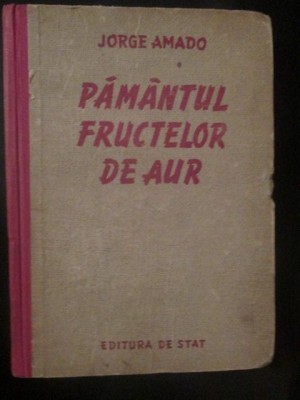 JORGE AMADO
PĂMÂNTUL
FRUCTELOR
DE AUR
EDITURA DE STAT